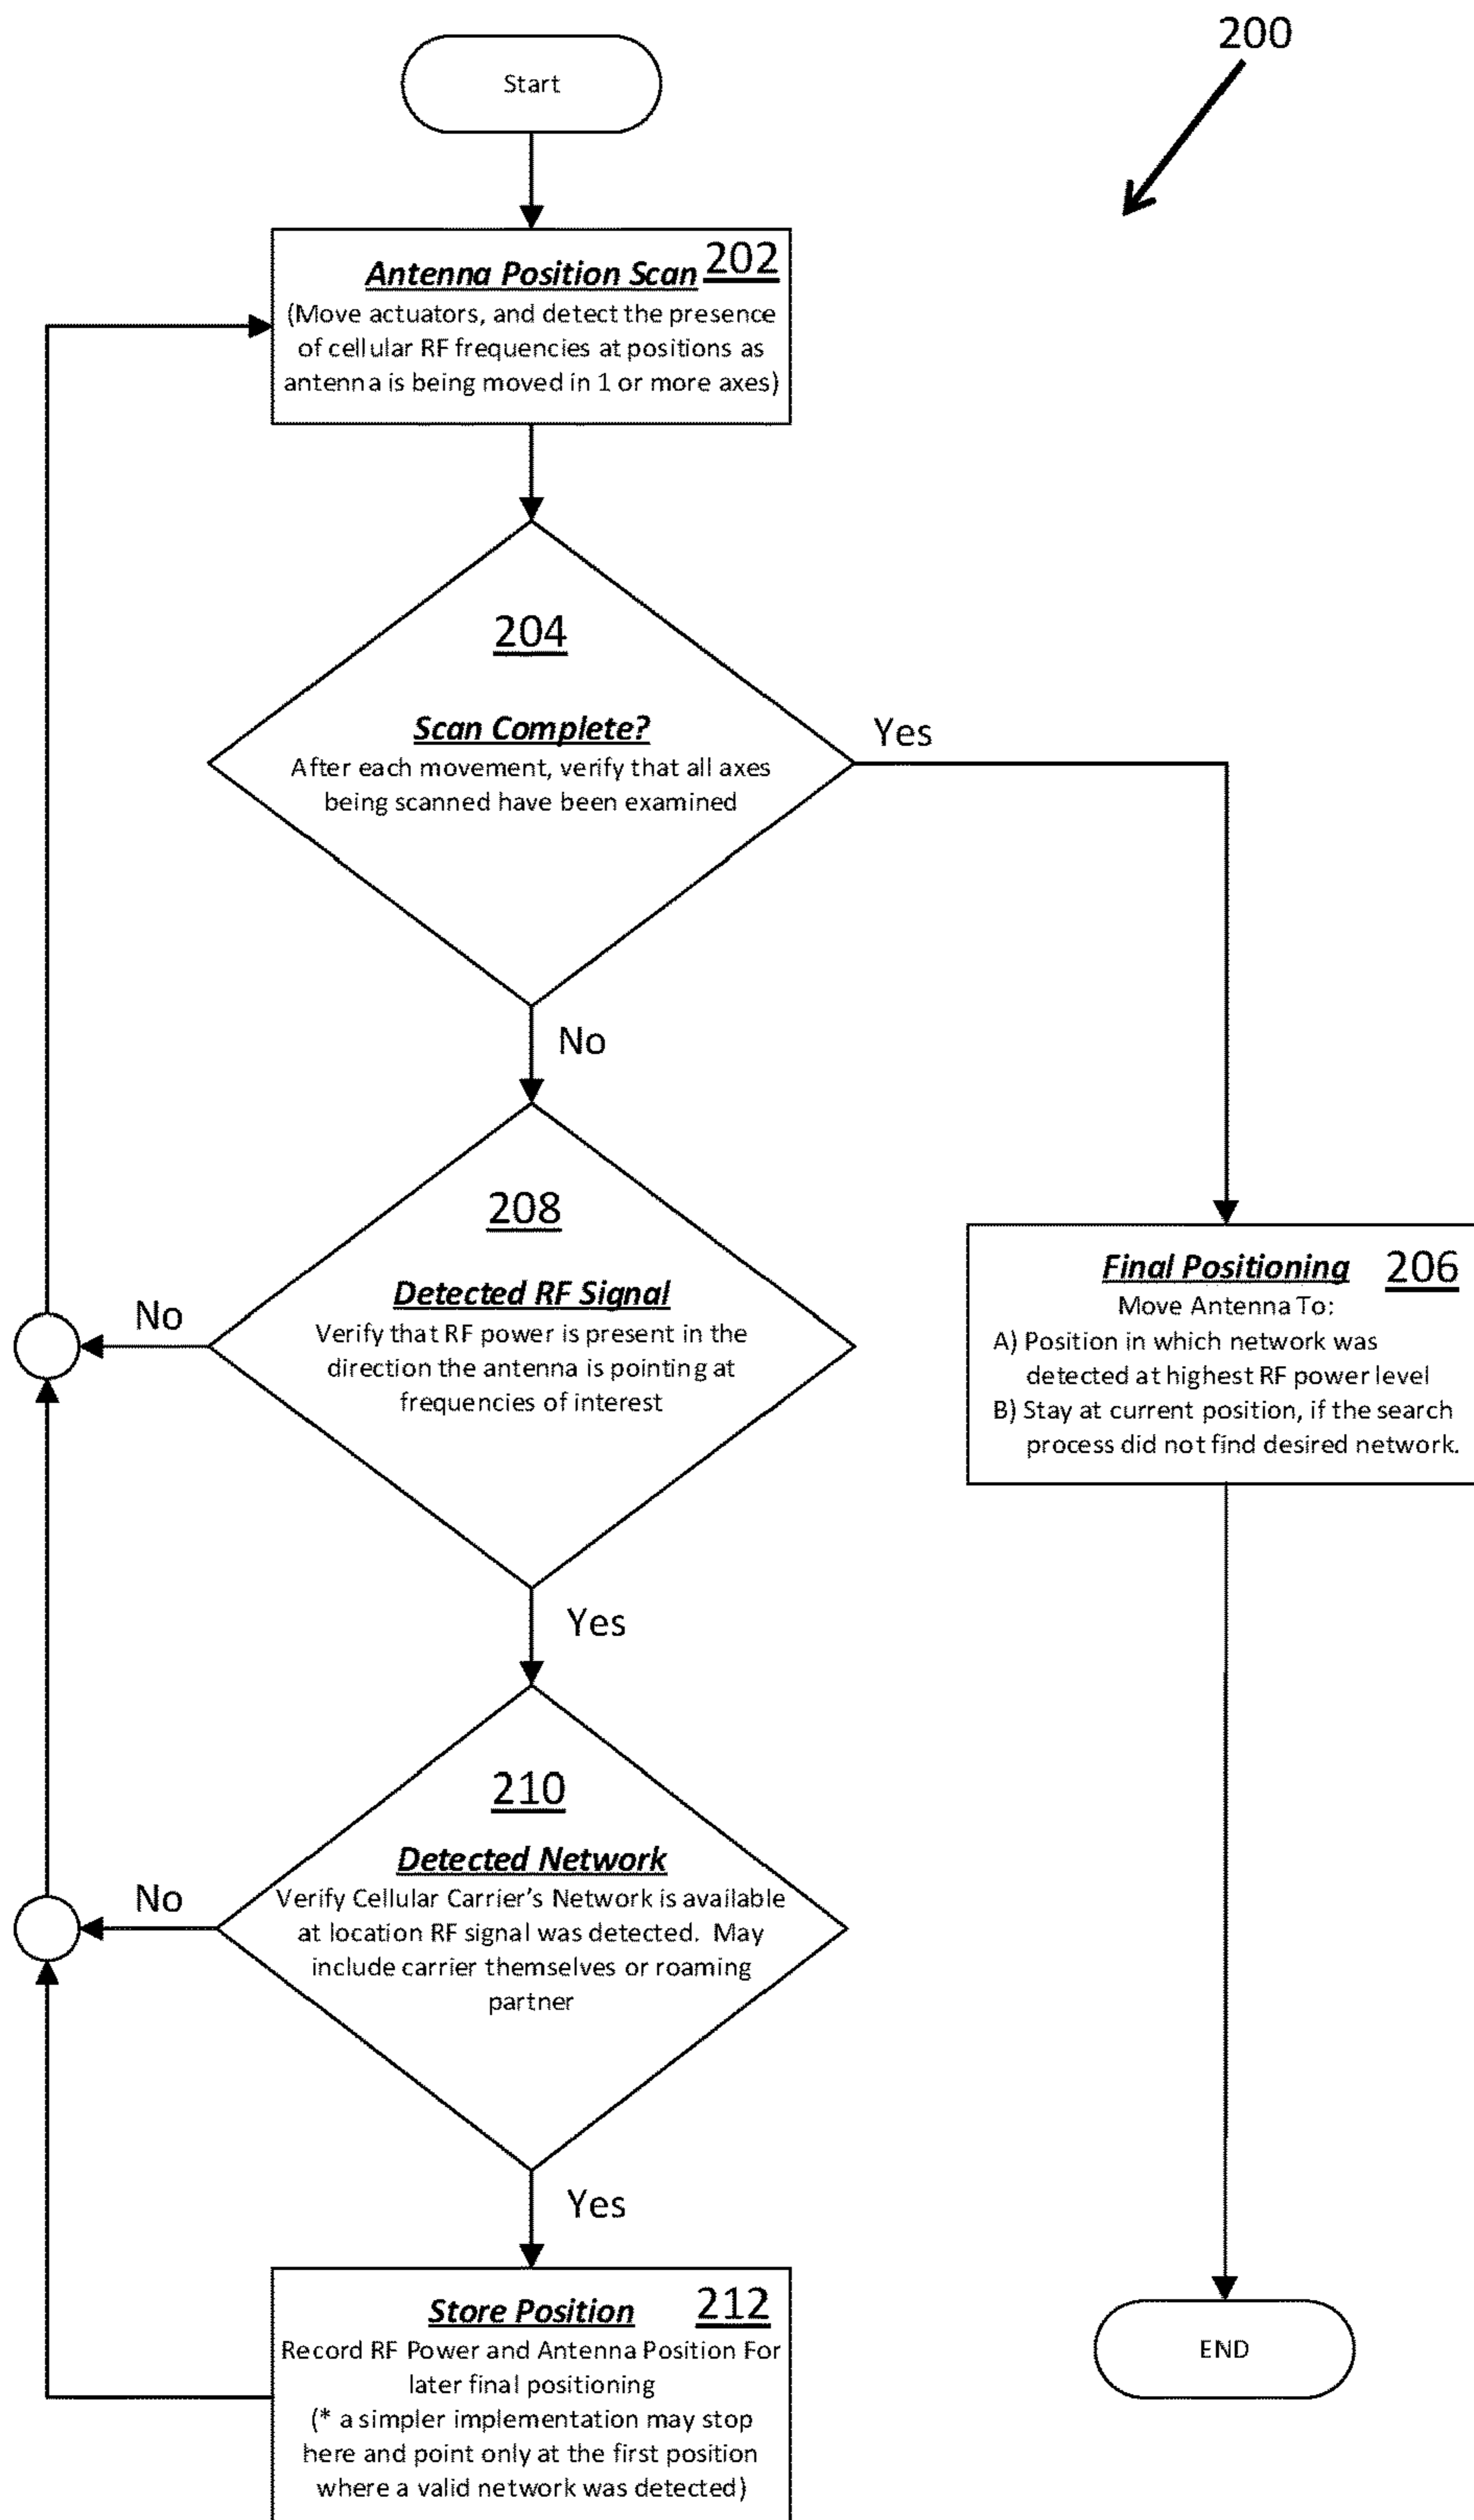 200
Start
Antenna Position Scan 202
(Move actuators, and detect the presence
of cellular RF frequencies at positions as
antenna is being moved in 1 or more axes)
204
Scan Complete?
After each movement, verify that all axes
being scanned have been examined
Yes
No
208
Detected RF Signal
Verify that RF power is present in the
direction the antenna is pointing at
frequencies of interest
No
Yes
Final Positioning 206
Move Antenna To:
A) Position in which network was
detected at highest RF power level
B) Stay at current position, if the search
process did not find desired network.
210
Detected Network
Verify Cellular Carrier's Network is available
at location RF signal was detected. May
include carrier themselves or roaming
partner
No
Yes
Store Position 212
Record RF Power and Antenna Position For
later final positioning
(* a simpler implementation may stop
here and point only at the first position
where a valid network was detected)
END